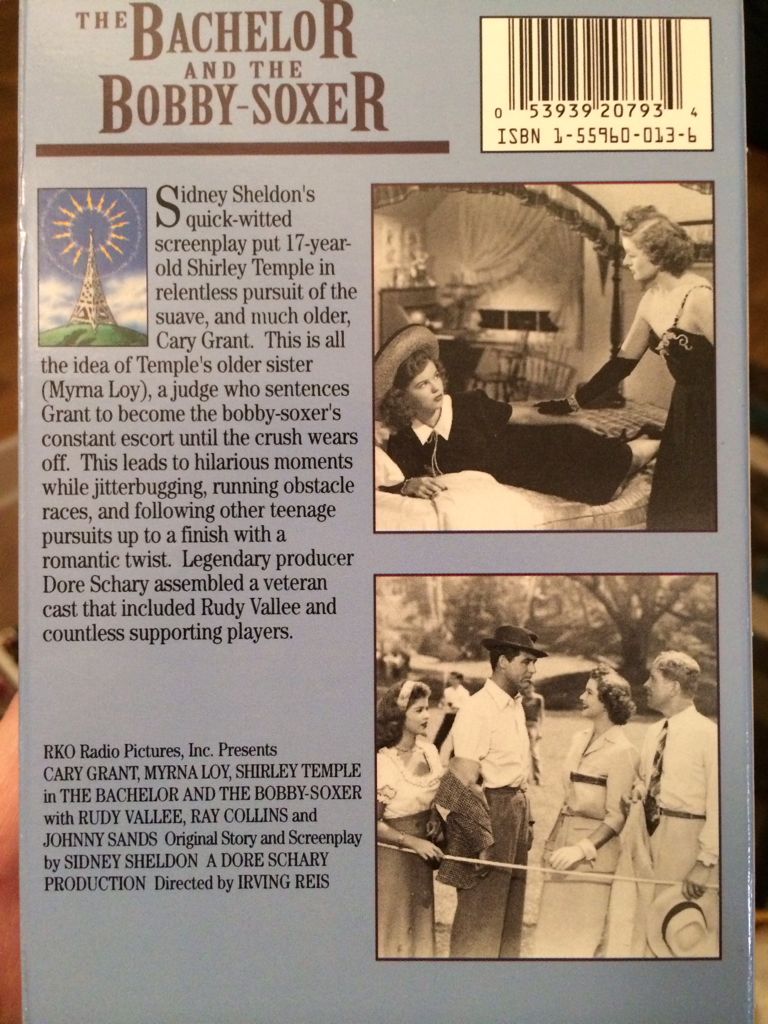 THE BACHELOR
AND THE
BOBBY-SOXER
0 53939 20793 4
ISBN 1-55960-013-6
Sidney Sheldon's
quick-witted
screenplay put 17-year-
old Shirley Temple in
relentless pursuit of the
suave, and much older,
Cary Grant. This is all
the idea of Temple's older sister
(Myrna Loy), a judge who sentences
Grant to become the bobby-soxer's
constant escort until the crush wears
off. This leads to hilarious moments
while jitterbugging, running obstacle
races, and following other teenage
pursuits up to a finish with a
romantic twist. Legendary producer
Dore Schary assembled a veteran
cast that included Rudy Vallee and
countless supporting players.
RKO Radio Pictures, Inc. Presents
CARY GRANT, MYRNA LOY, SHIRLEY TEMPLE
in THE BACHELOR AND THE BOBBY-SOXER
with RUDY VALLEE, RAY COLLINS and
JOHNNY SANDS Original Story and Screenplay
by SIDNEY SHELDON A DORE SCHARY
PRODUCTION Directed by IRVING REIS